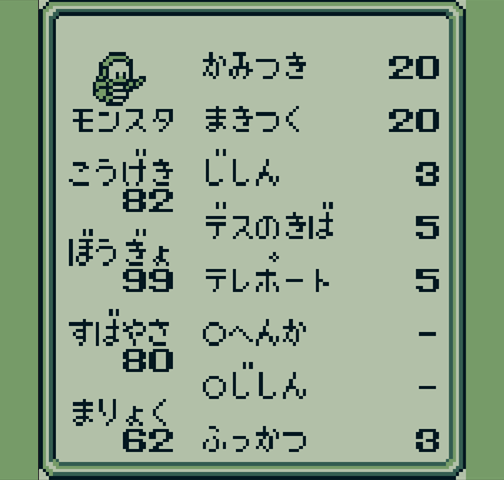 かみつき 20
モンスタ まきつく 20
こうげき 82 じしん 3
デスのきば 5
ぼうぎょ 99 テレポート 5
すばやさ 80 ○へんか -
○じしん -
まりょく 62 ふっかつ 3